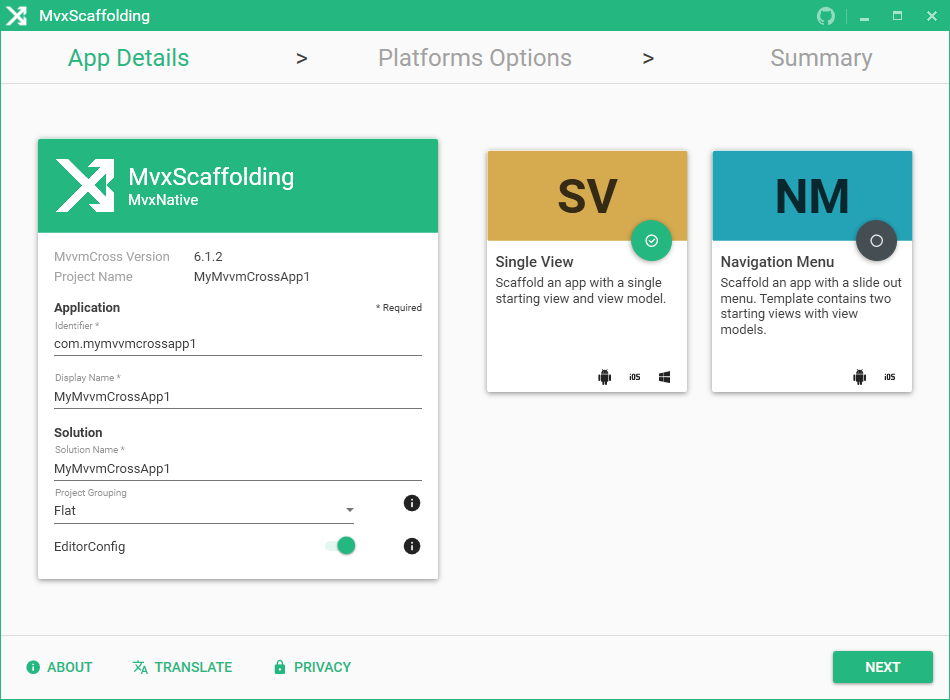 MvxScaffolding
App Details > Platforms Options > Summary
MvxScaffolding
MvxNative
MvvmCross Version 6.1.2
Project Name MyMvvmCrossApp1
Application * Required
Identifier *
com.mymvvmcrossapp1
Display Name *
MyMvvmCrossApp1
Solution
Solution Name *
MyMvvmCrossApp1
Project Grouping
Flat
EditorConfig
SV
Single View
Scaffold an app with a single
starting view and view model.
iOS
NM
Navigation Menu
Scaffold an app with a slide out
menu. Template contains two
starting views with view
models.
iOS
ABOUT TRANSLATE PRIVACY NEXT